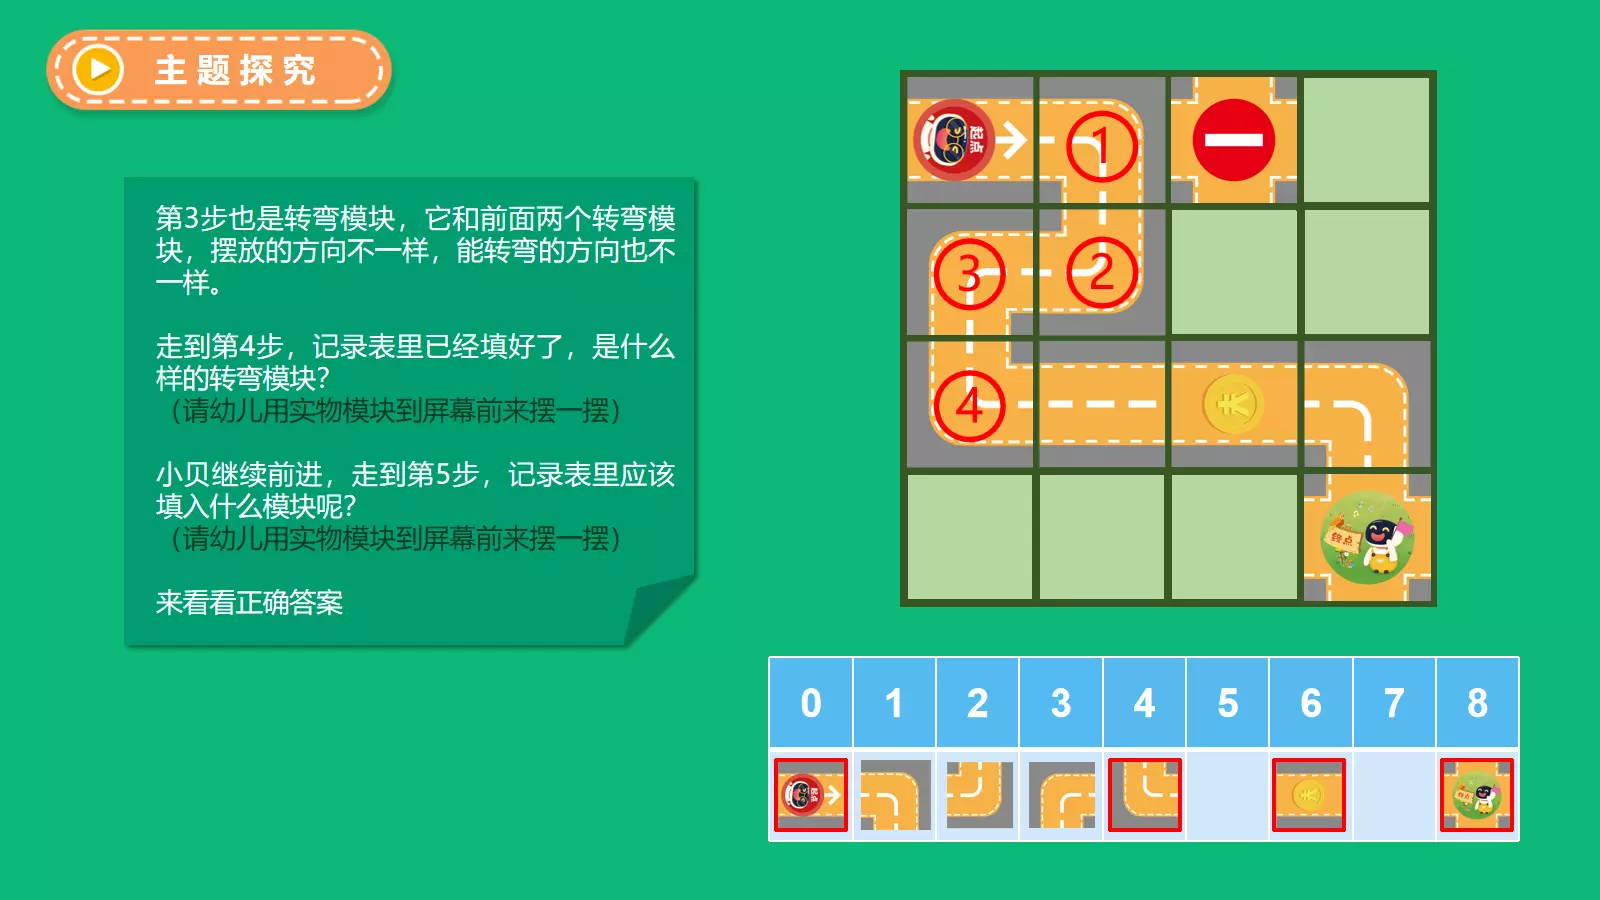 主题探究
第3步也是转弯模块，它和前面两个转弯模
块，摆放的方向不一样，能转弯的方向也不
一样。
走到第4步，记录表里已经填好了，是什么
样的转弯模块？
（请幼儿用实物模块到屏幕前来摆一摆）
小贝继续前进，走到第5步，记录表里应该
填入什么模块呢？
（请幼儿用实物模块到屏幕前来摆一摆）
来看看正确答案
起点
1
3
2
4
终点
0 1 2 3 4 5 6 7 8
起点
终点